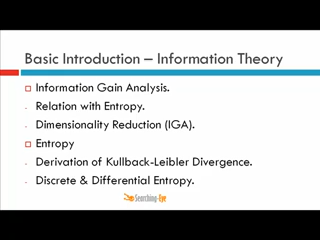 Basic Introduction – Information Theory
Information Gain Analysis.
- Relation with Entropy.
- Dimensionality Reduction (IGA).
Entropy
- Derivation of Kullback-Leibler Divergence.
- Discrete & Differential Entropy.
Searching-Eye